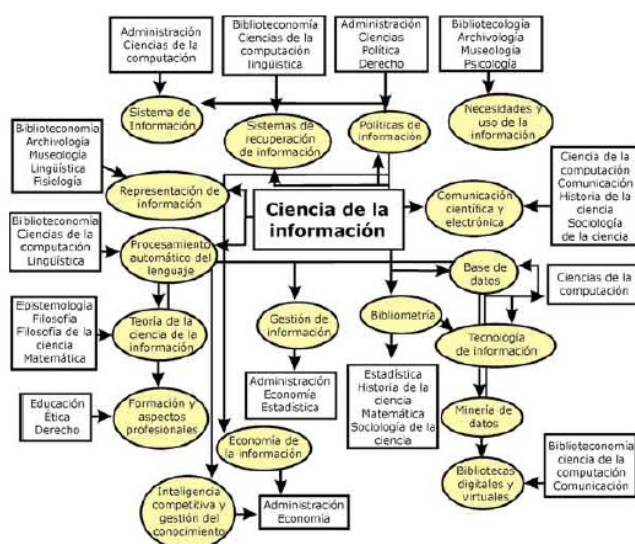 Administración
Ciencias de la
computación
Biblioteconomía
Ciencias de la
computación
lingüística
Administración
Ciencias
Política
Derecho
Bibliotecología
Archivología
Museología
Psicología
Sistema de
Información
Sistemas de
recuperación
de información
Políticas de
información
Necesidades y
uso de la
información
Biblioteconomía
Archivología
Museología
Lingüística
Fisiología
Representación de
información
Ciencia de la
información
Comunicación
científica y
electrónica
Ciencia de la
computación
Comunicación
Historia de la
ciencia
Sociología
de la ciencia
Biblioteconomía
Ciencias de la
computación
Lingüística
Procesamiento
automático del
lenguaje
Base de
datos
Ciencias de la
computación
Epistemología
Filosofía
Filosofía de la
ciencia
Matemática
Teoría de la
ciencia de la
información
Gestión de
información
Bibliometría
Tecnología
de información
Administración
Economía
Estadística
Estadística
Historia de la
ciencia
Matemática
Sociología de la
ciencia
Educación
Ética
Derecho
Formación y
aspectos
profesionales
Minería de
datos
Economía de
la información
Bibliotecas
digitales y
virtuales
Biblioteconomía
ciencia de la
computación
Comunicación
Inteligencia
competitiva y
gestión del
conocimiento
Administración
Economía